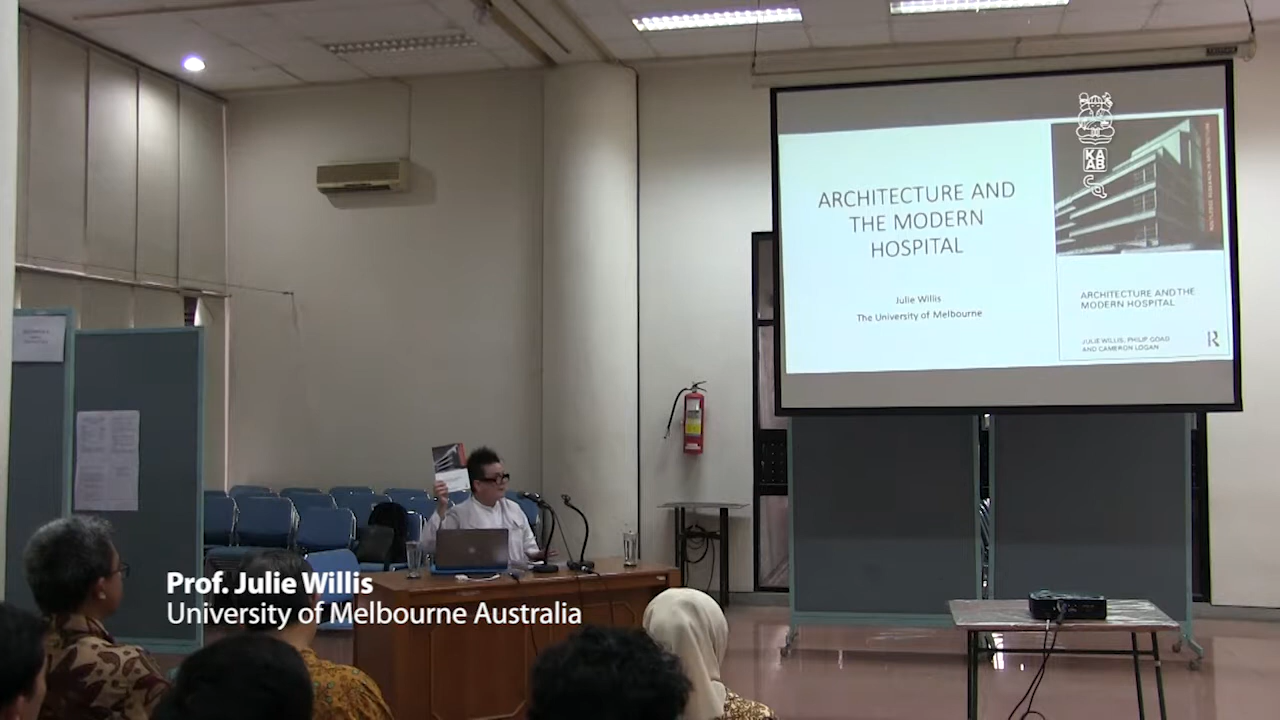 ARCHITECTURE AND
THE MODERN
HOSPITAL
Julie Willis
The University of Melbourne
KA
AB
ARCHITECTURE AND THE
MODERN HOSPITAL
JULIE WILLIS, PHILIP GOAD
AND CAMERON LOGAN
R
Prof. Julie Willis
University of Melbourne Australia